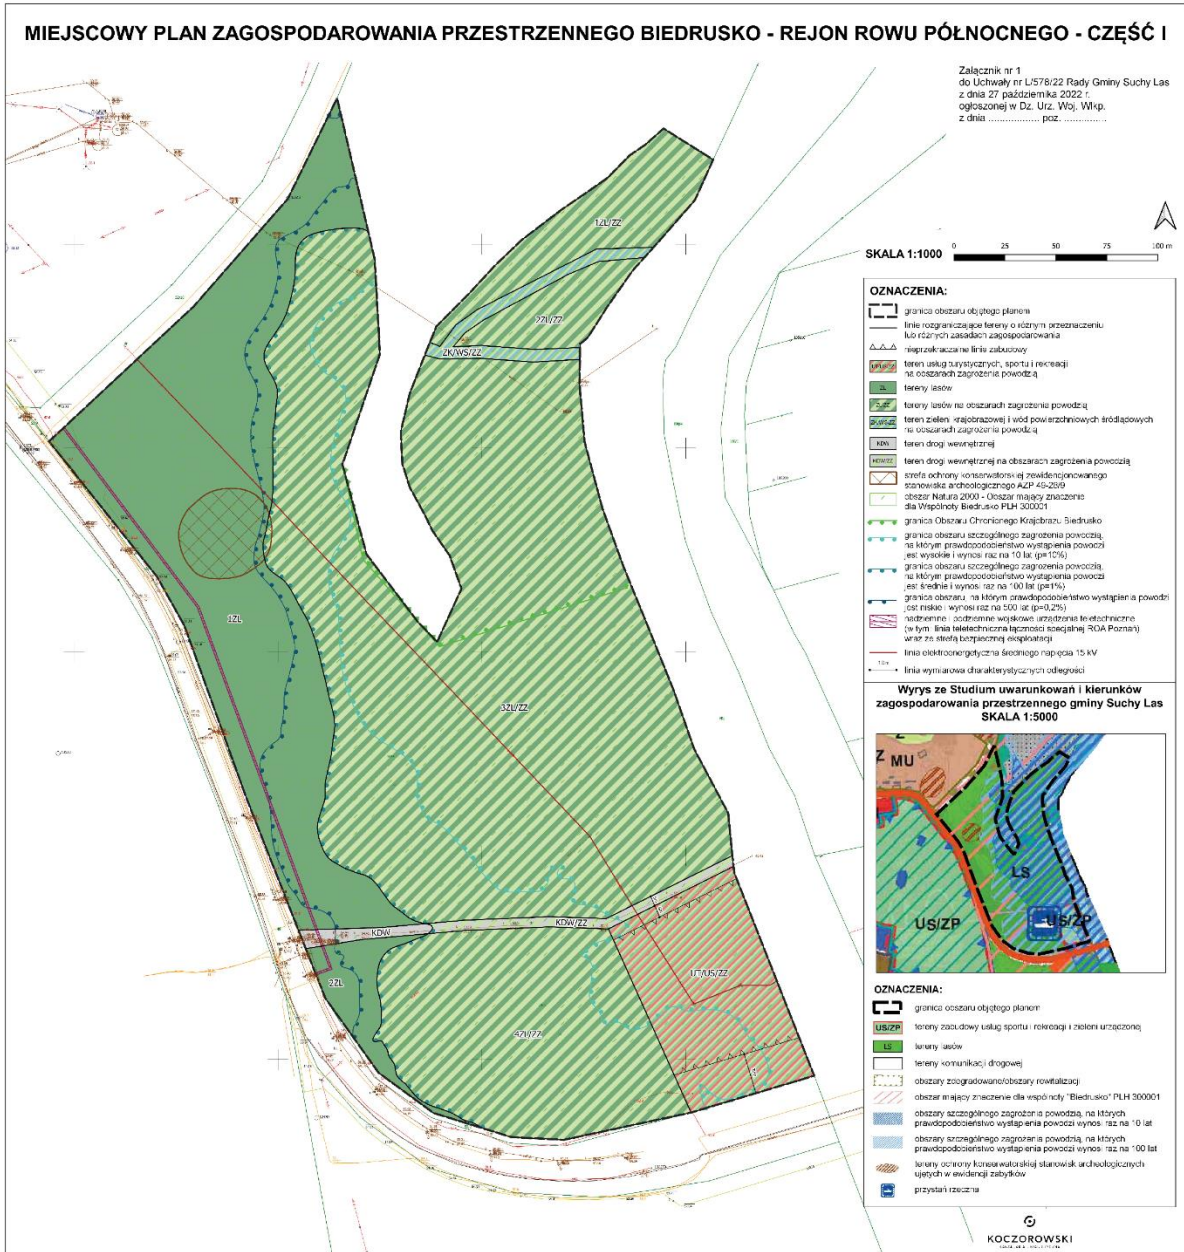 MIEJSCOWY PLAN ZAGOSPODAROWANIA PRZESTRZENNEGO BIEDRUSKO - REJON ROWU PÓŁNOCNEGO - CZĘŚĆ I
Załącznik nr 1
do Uchwały nr L/578/22 Rady Gminy Suchy Las
z dnia 27 października 2022 r.
ogłoszonej w Dz. Urz. Woj. Wlkp.
z dnia .................. poz. ...............
SKALA 1:1000
0 25 50 75 100 m
1ZL/ZZ
2ZL/ZZ
ZK/WS/ZZ
1ZL
3ZL/ZZ
KDW/ZZ
KDW
2ZL
1UT/US/ZZ
4ZL/ZZ
OZNACZENIA:
granica obszaru objętego planem
linie rozgraniczające tereny o różnym przeznaczeniu
lub różnych zasadach zagospodarowania
nieprzekraczalne linie zabudowy
teren usług turystycznych, sportu i rekreacji
na obszarach zagrożenia powodzią
ZL
tereny lasów
ZL/ZZ
tereny lasów na obszarach zagrożenia powodzią
ZK/WS/ZZ
teren zieleni krajobrazowej i wód powierzchniowych śródlądowych
na obszarach zagrożenia powodzią
KDW
teren drogi wewnętrznej
KDW/ZZ
teren drogi wewnętrznej na obszarach zagrożenia powodzią
strefa ochrony konserwatorskiej zewidencjonowanego
stanowiska archeologicznego AZP 46-28/9
obszar Natura 2000 - Obszar mający znaczenie
dla Wspólnoty Biedrusko PLH 300001
granica Obszaru Chronionego Krajobrazu Biedrusko
granica obszaru szczególnego zagrożenia powodzią,
na którym prawdopodobieństwo wystąpienia powodzi
jest wysokie i wynosi raz na 10 lat (p=10%)
granica obszaru szczególnego zagrożenia powodzią,
na którym prawdopodobieństwo wystąpienia powodzi
jest średnie i wynosi raz na 100 lat (p=1%)
granica obszaru, na którym prawdopodobieństwo wystąpienia powodzi
jest niskie i wynosi raz na 500 lat (p=0,2%)
nadziemne i podziemne wojskowe urządzenia teletechniczne
(w tym: linia teletechniczna łączności specjalnej ROA Poznań)
wraz ze strefą bezpiecznej eksploatacji
linia elektroenergetyczna średniego napięcia 15 kV
linia wymiarowa charakterystycznych odległości
Wyrys ze Studium uwarunkowań i kierunków
zagospodarowania przestrzennego gminy Suchy Las
SKALA 1:5000
Z
Z MU
LS
US/ZP US/ZP
OZNACZENIA:
granica obszaru objętego planem
US/ZP
tereny zabudowy usług sportu i rekreacji i zieleni urządzonej
LS
tereny lasów
tereny komunikacji drogowej
obszary zdegradowane/obszary rewitalizacji
obszar mający znaczenie dla wspólnoty "Biedrusko" PLH 300001
obszary szczególnego zagrożenia powodzią, na których
prawdopodobieństwo wystąpienia powodzi wynosi raz na 10 lat
obszary szczególnego zagrożenia powodzią, na których
prawdopodobieństwo wystąpienia powodzi wynosi raz na 100 lat
tereny ochrony konserwatorskiej stanowisk archeologicznych
ujętych w ewidencji zabytków
przystań rzeczna
KOCZOROWSKI